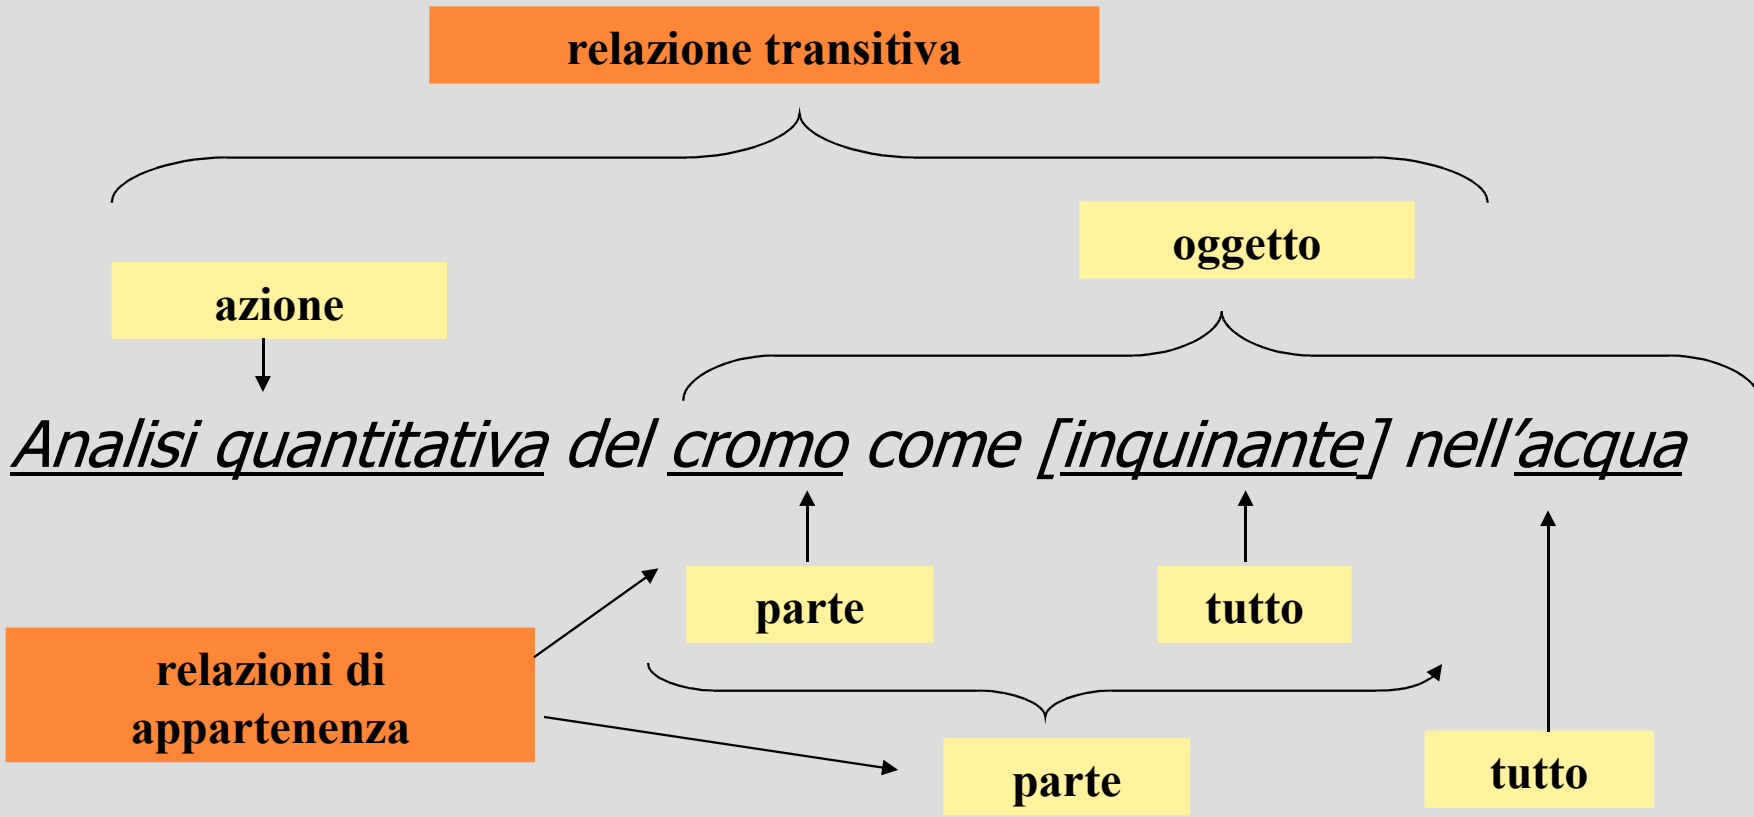 relazione transitiva
oggetto
azione
Analisi quantitativa del cromo come [inquinante] nell’acqua
parte
tutto
relazioni di
appartenenza
parte
tutto